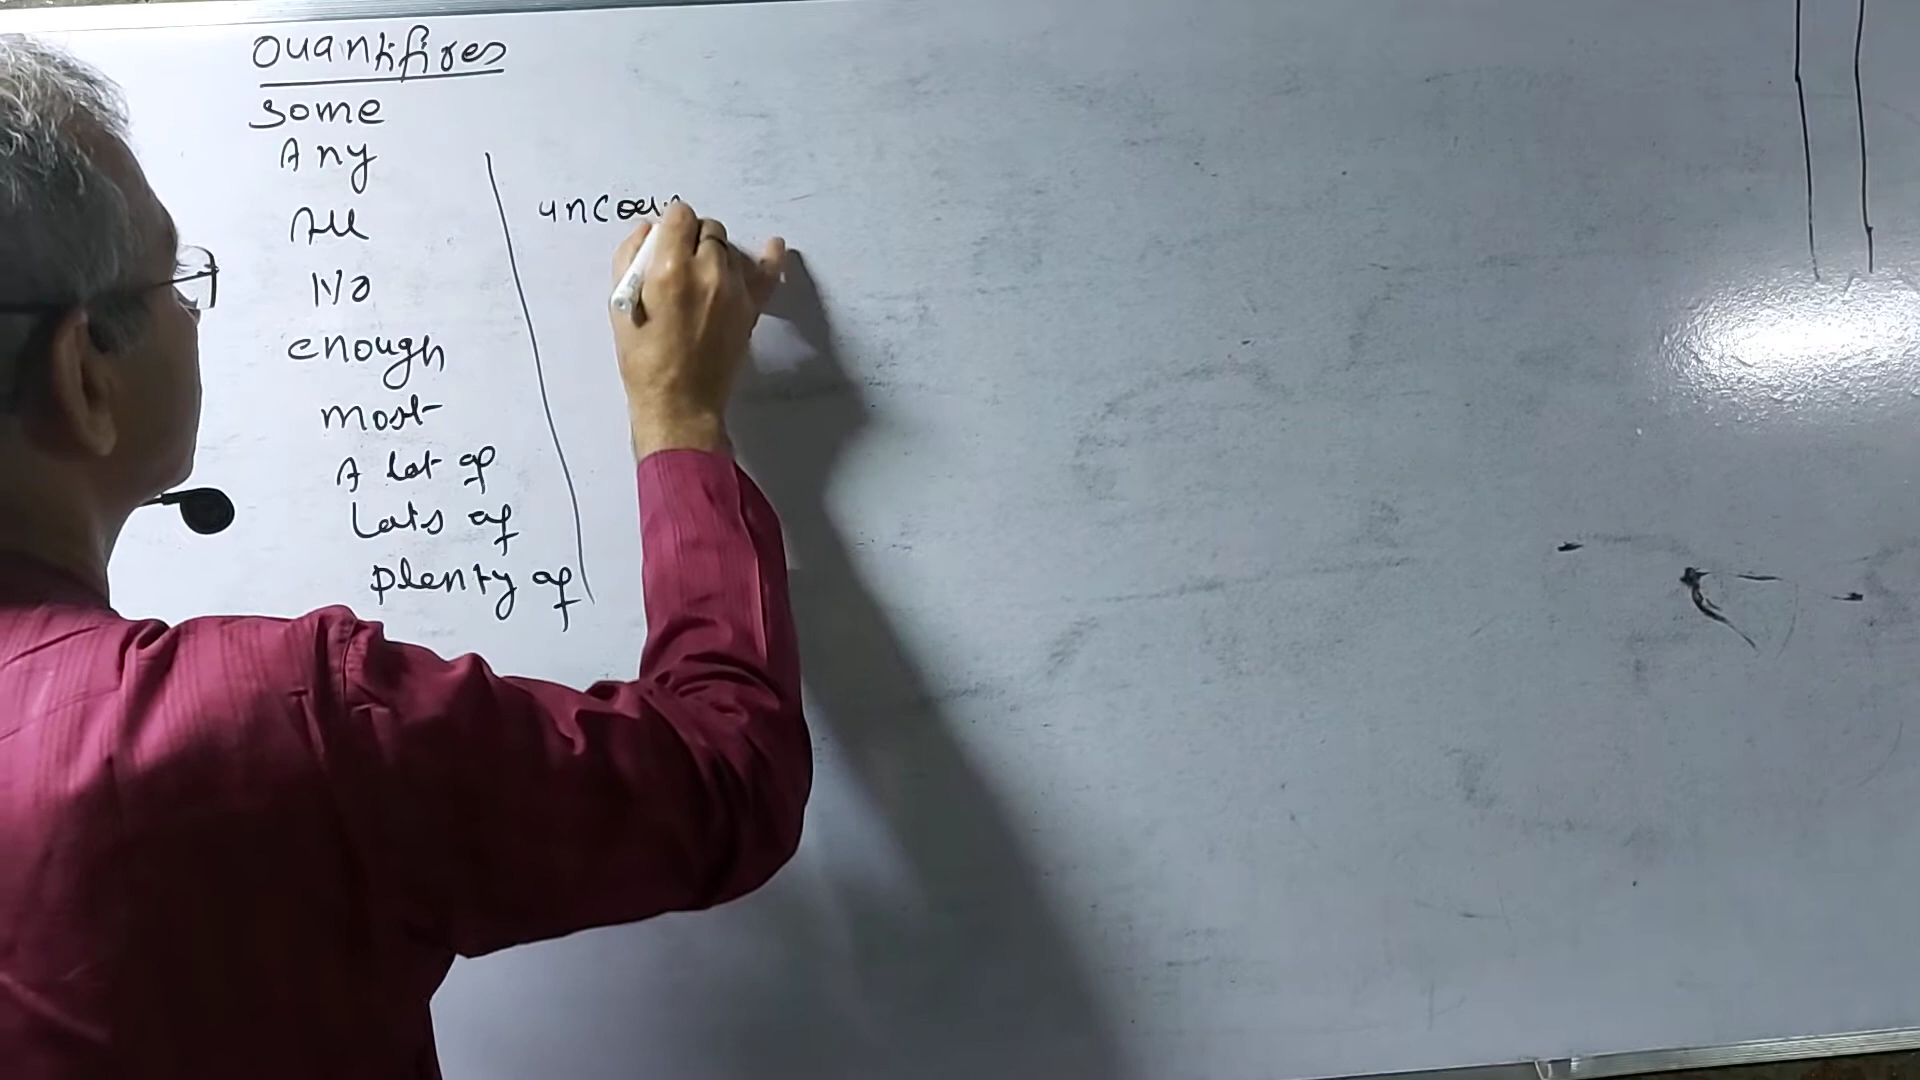 Quantifires
Some
Any
All
No
enough
most
A lot of
Lots of
plenty of
uncoun